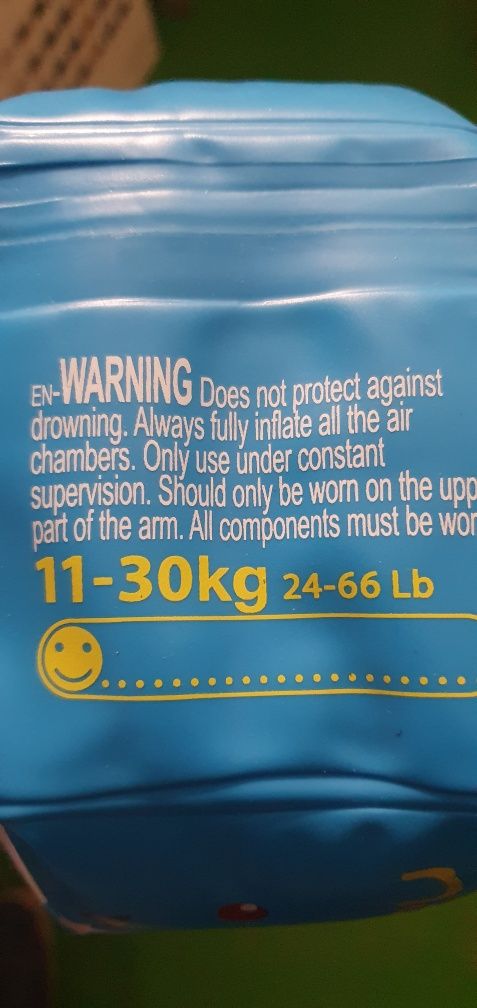 EN-WARNING Does not protect against
drowning. Always fully inflate all the air
chambers. Only use under constant
supervision. Should only be worn on the upp
part of the arm. All components must be wor
11-30kg 24-66 Lb